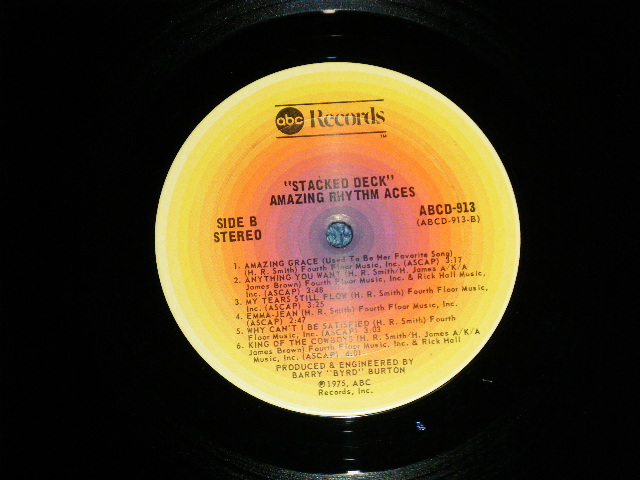 abc Records
TM
"STACKED DECK"
AMAZING RHYTHM ACES
SIDE B
STEREO
ABCD-913
(ABCD-913-B)
1. AMAZING GRACE (Used To Be Her Favorite Song)
(H. R. Smith) Fourth Floor Music, Inc. (ASCAP) 3:17
2. ANYTHING YOU WANT (H. R. Smith/H. James A/K/A
James Brown) Fourth Floor Music, Inc. & Rick Hall Music,
Inc. (ASCAP) 3:48
3. MY TEARS STILL FLOW (H. R. Smith) Fourth Floor Music,
Inc. (ASCAP) 3:25
4. EMMA-JEAN (H. R. Smith) Fourth Floor Music, Inc.
(ASCAP) 2:47
5. WHY CAN'T I BE SATISFIED (H. R. Smith) Fourth
Floor Music, Inc. (ASCAP) 3:03
6. KING OF THE COWBOYS (H. R. Smith/H. James A/K/A
James Brown) Fourth Floor Music, Inc. & Rick Hall
Music, Inc. (ASCAP) 4:01
PRODUCED & ENGINEERED BY
BARRY "BYRD" BURTON
℗1975, ABC
Records, Inc.